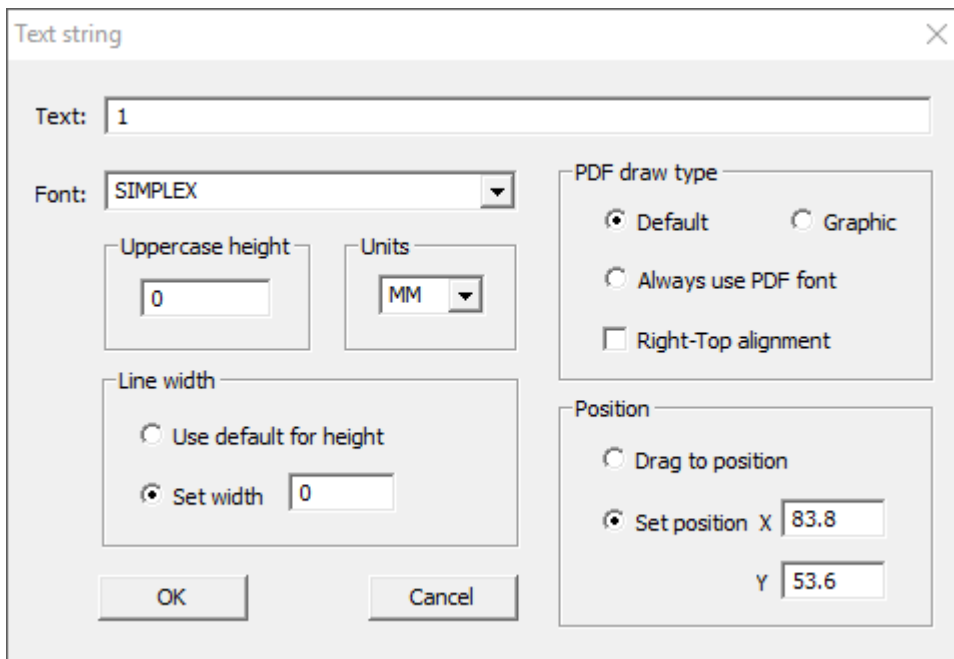 Text string
Text: 1
Font: SIMPLEX
Uppercase height
0
Units
MM
Line width
Use default for height
Set width 0
OK
Cancel
PDF draw type
Default
Graphic
Always use PDF font
Right-Top alignment
Position
Drag to position
Set position X 83.8
Y 53.6